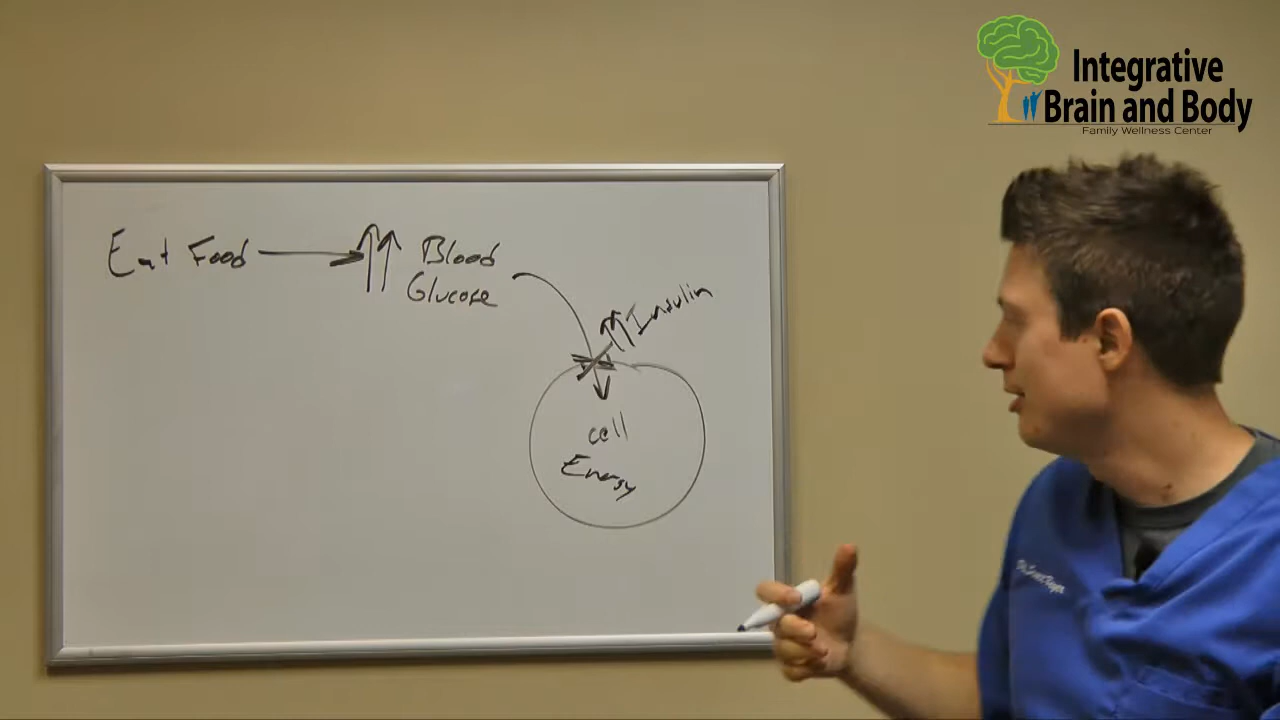 Integrative
Brain and Body
Family Wellness Center
Eat Food
Blood
Glucose
Insulin
cell
Energy